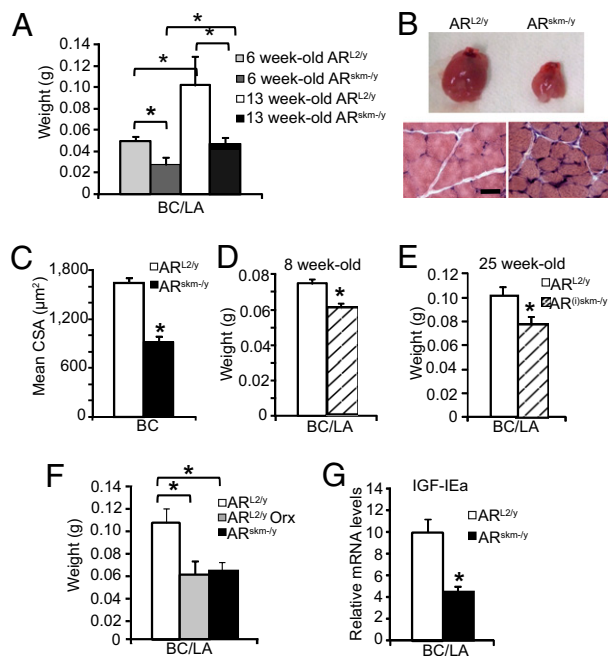 A
*
*
*
*
*
0.14
0.12
0.10
0.08
0.06
0.04
0.02
0.00
Weight (g)
BC/LA
6 week-old AR^L2/y
6 week-old AR^skm-/y
13 week-old AR^L2/y
13 week-old AR^skm-/y
B
AR^L2/y AR^skm-/y
C
1,800
1,400
1,000
600
Mean CSA (µm²)
AR^L2/y
AR^skm-/y
*
BC
D
8 week-old
0.08
0.06
0.04
0.02
0.00
Weight (g)
*
BC/LA
E
25 week-old
0.12
0.10
0.08
0.06
0.04
0.02
0.00
Weight (g)
AR^L2/y
AR^(i)skm-/y
*
BC/LA
F
*
*
0.14
0.12
0.10
0.08
0.06
0.04
0.02
0.00
Weight (g)
AR^L2/y
AR^L2/y Orx
AR^skm-/y
BC/LA
G
IGF-IEa
14
12
10
8
6
4
2
0
Relative mRNA levels
AR^L2/y
AR^skm-/y
*
BC/LA